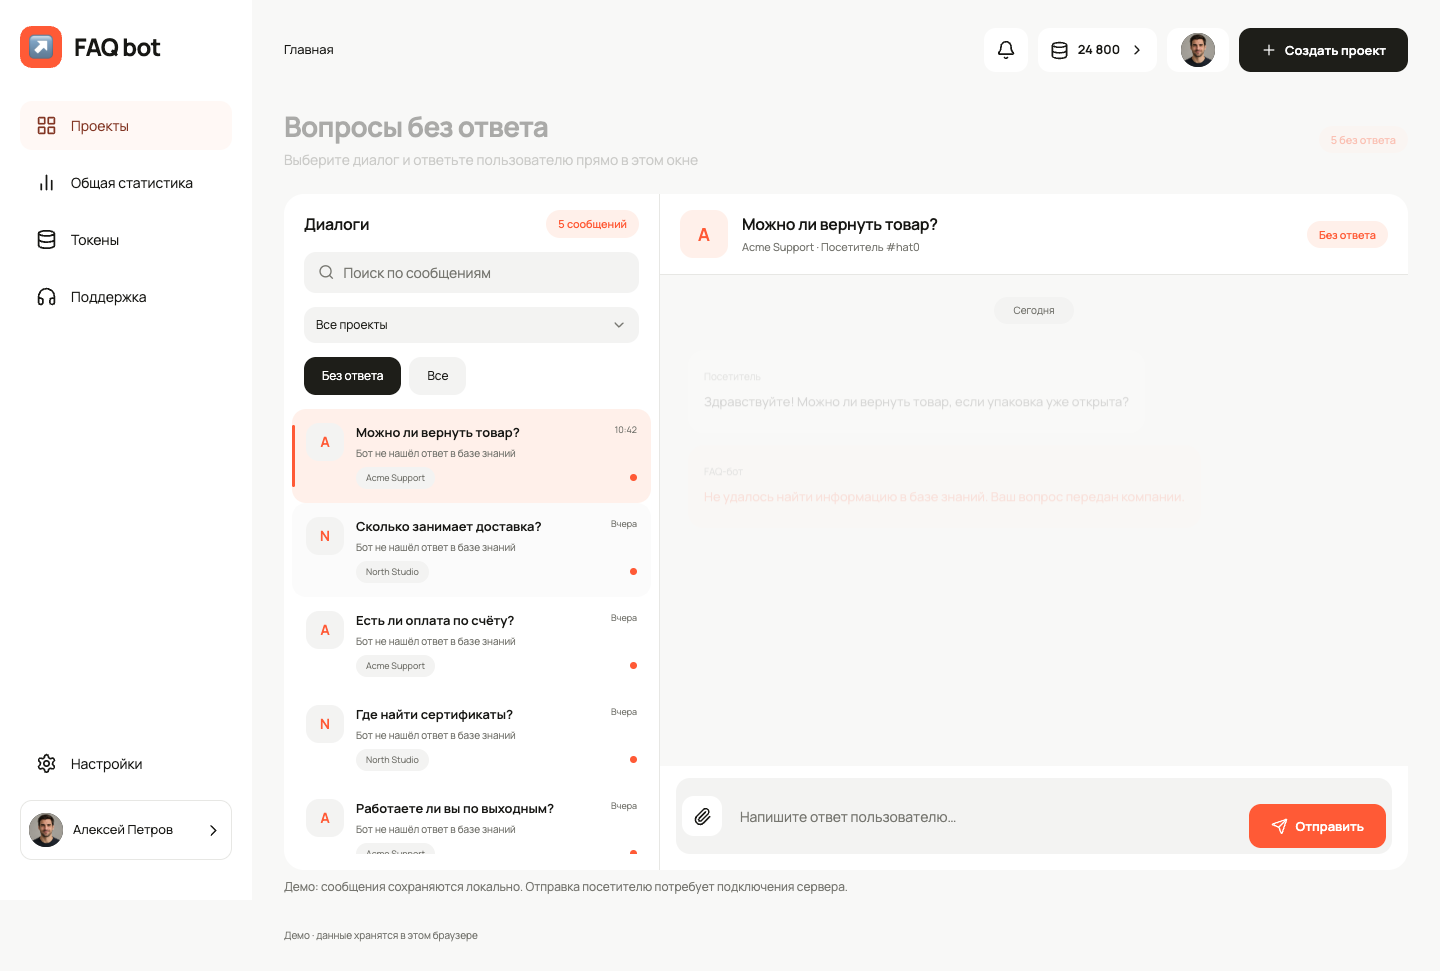 FAQ bot
Проекты
Общая статистика
Токены
Поддержка
Настройки
Алексей Петров
Главная
24 800
Создать проект
Вопросы без ответа
Выберите диалог и ответьте пользователю прямо в этом окне
5 без ответа
Диалоги
5 сообщений
Поиск по сообщениям
Все проекты
Без ответа
Все
A
Можно ли вернуть товар?
10:42
Бот не нашёл ответ в базе знаний
Acme Support
N
Сколько занимает доставка?
Вчера
Бот не нашёл ответ в базе знаний
North Studio
A
Есть ли оплата по счёту?
Вчера
Бот не нашёл ответ в базе знаний
Acme Support
N
Где найти сертификаты?
Вчера
Бот не нашёл ответ в базе знаний
North Studio
A
Работаете ли вы по выходным?
Вчера
Бот не нашёл ответ в базе знаний
Acme Support
A
Можно ли вернуть товар?
Acme Support · Посетитель #hat0
Без ответа
Сегодня
Посетитель
Здравствуйте! Можно ли вернуть товар, если упаковка уже открыта?
FAQ-бот
Не удалось найти информацию в базе знаний. Ваш вопрос передан компании.
Напишите ответ пользователю...
Отправить
Демо: сообщения сохраняются локально. Отправка посетителю потребует подключения сервера.
Демо · данные хранятся в этом браузере